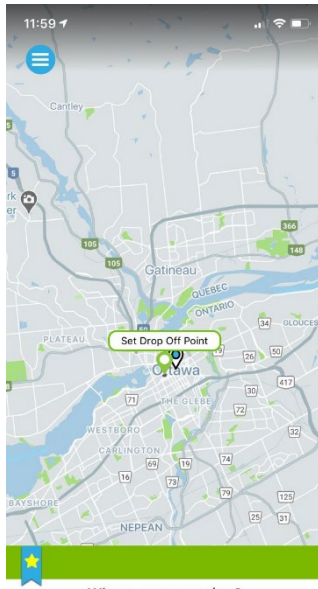 11:59
Cantley
5
366
148
105
105
Gatineau
QUEBEC
ONTARIO
34
PLATEAU
Set Drop Off Point
26
50
Ottawa
417
30
71
THE GLEBE
72
WESTBORO
32
CARLINGTON
69
19
74
16
73
79
125
BAYSHORE
25
31
NEPEAN